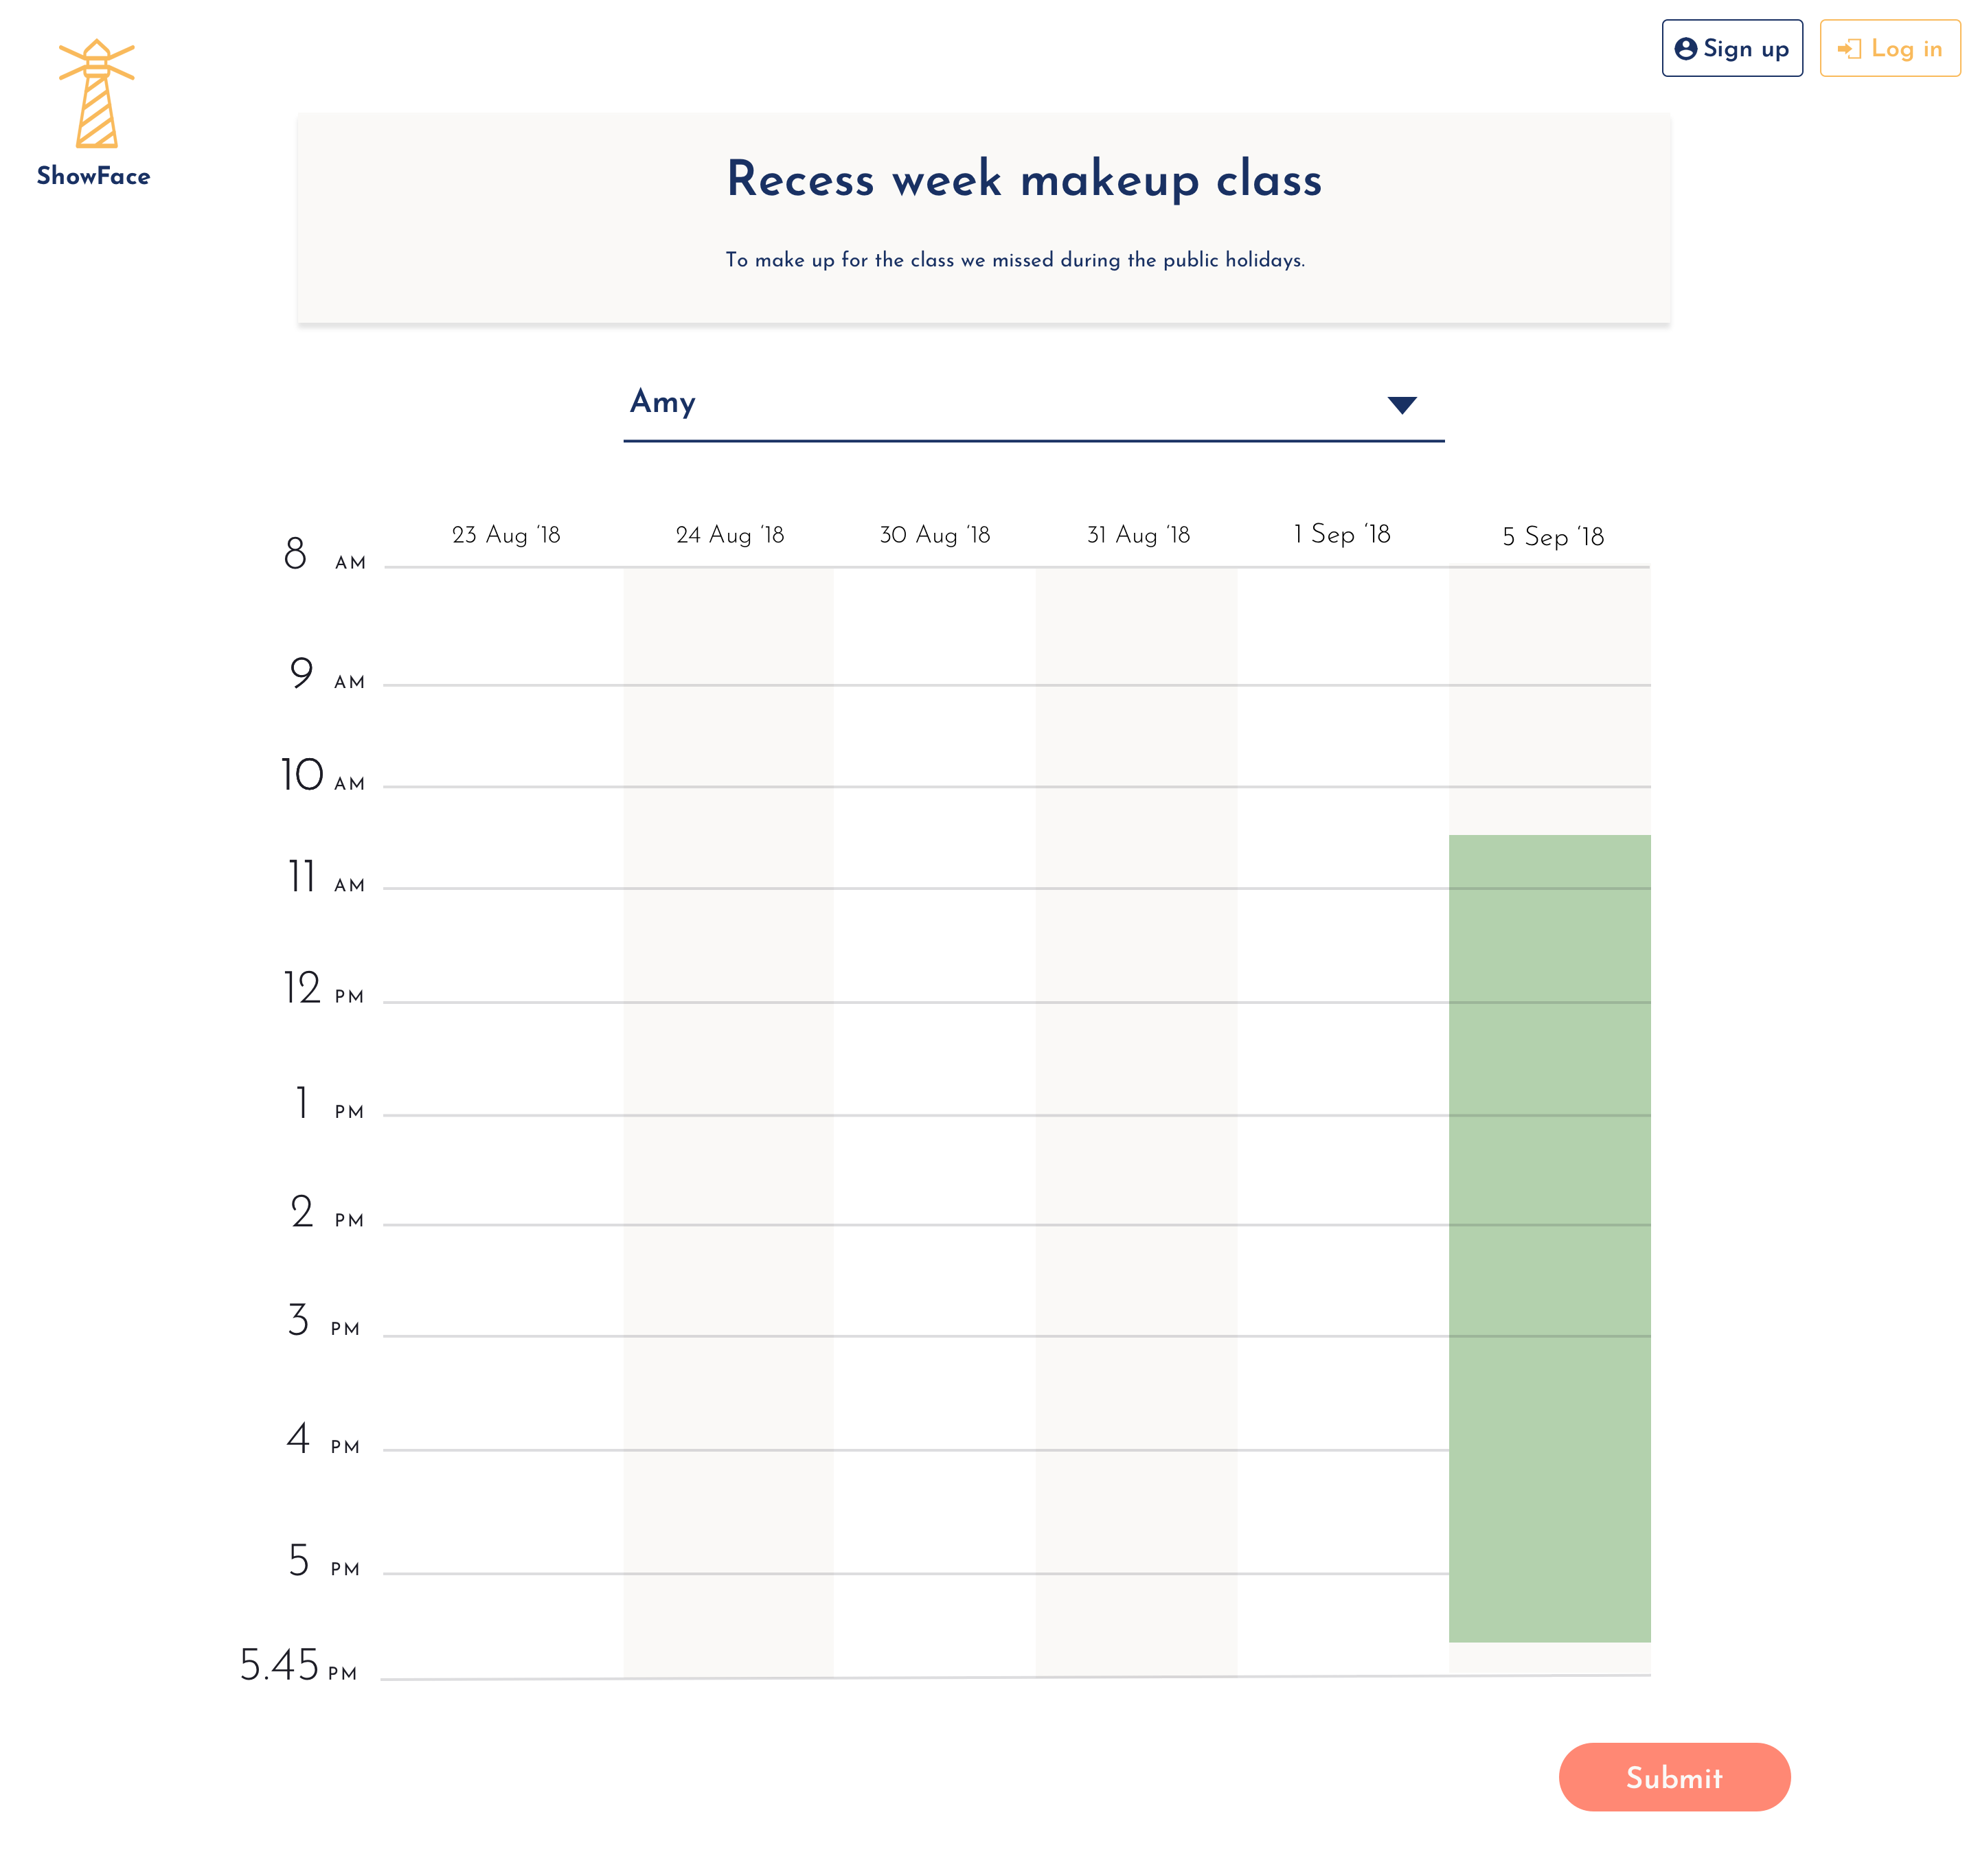 Sign up
Log in
ShowFace
Recess week makeup class
To make up for the class we missed during the public holidays.
Amy
23 Aug '18 24 Aug '18 30 Aug '18 31 Aug '18 1 Sep '18 5 Sep '18
8 AM
9 AM
10 AM
11 AM
12 PM
1 PM
2 PM
3 PM
4 PM
5 PM
5.45 PM
Submit